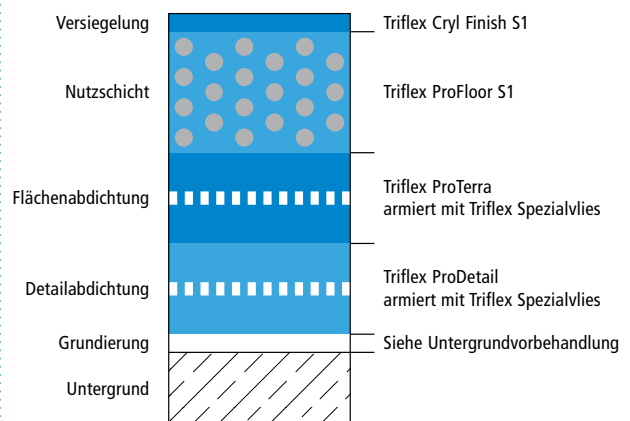 Versiegelung
Triflex Cryl Finish S1
Nutzschicht
Triflex ProFloor S1
Flächenabdichtung
Triflex ProTerra
armiert mit Triflex Spezialvlies
Detailabdichtung
Triflex ProDetail
armiert mit Triflex Spezialvlies
Grundierung
Siehe Untergrundvorbehandlung
Untergrund